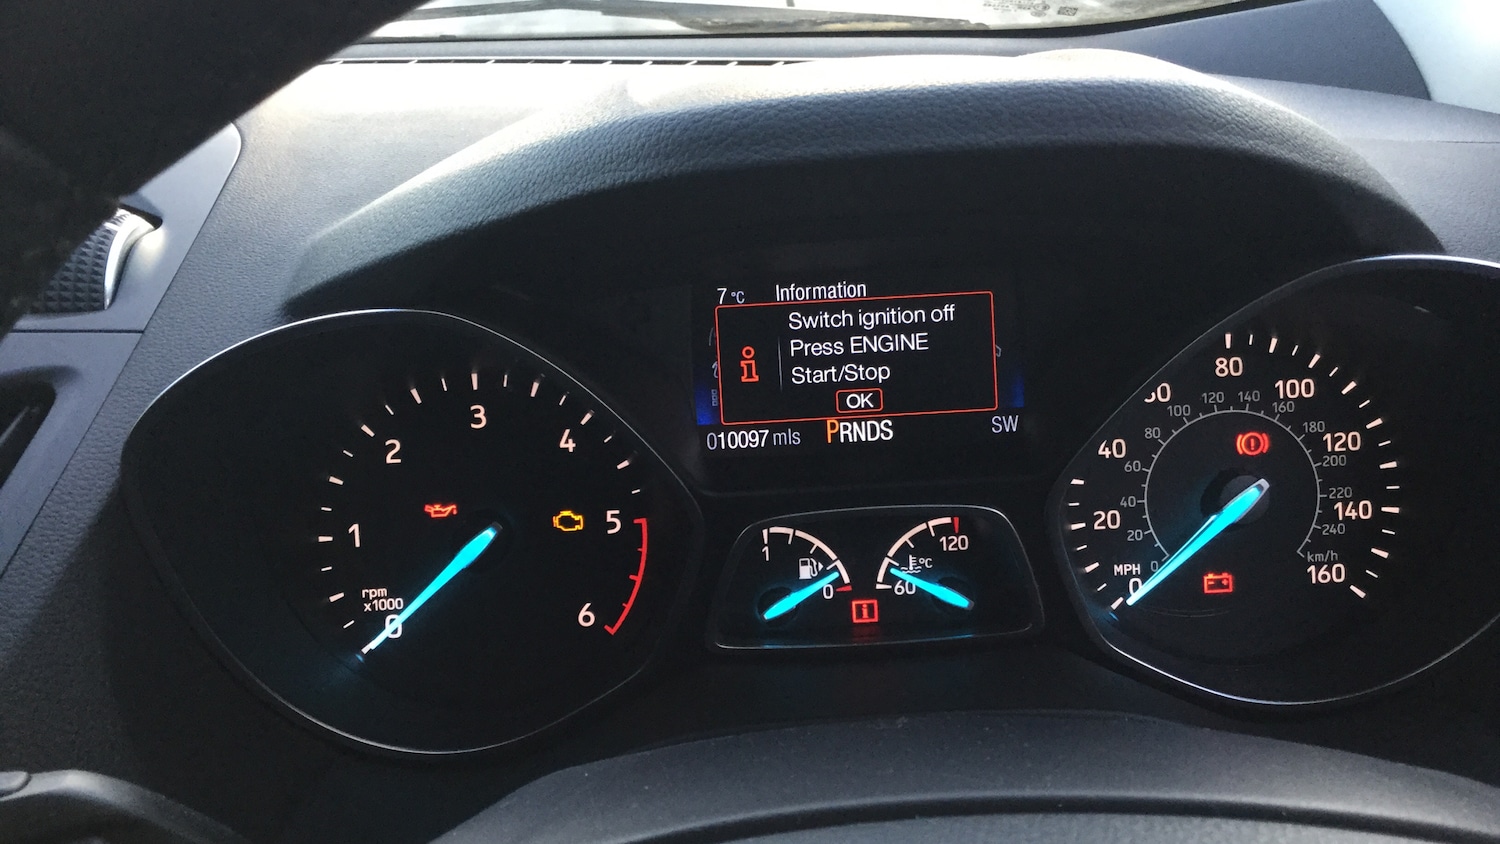 7 °C Information
Switch ignition off
Press ENGINE
Start/Stop
OK
010097 mls PRNDS SW
0
1
2
3
4
5
6
rpm
x1000
1
0
60
120
°C
MPH
0
20
40
80
100
120
140
160
0
20
40
60
80
100
120
140
160
180
200
220
240
km/h